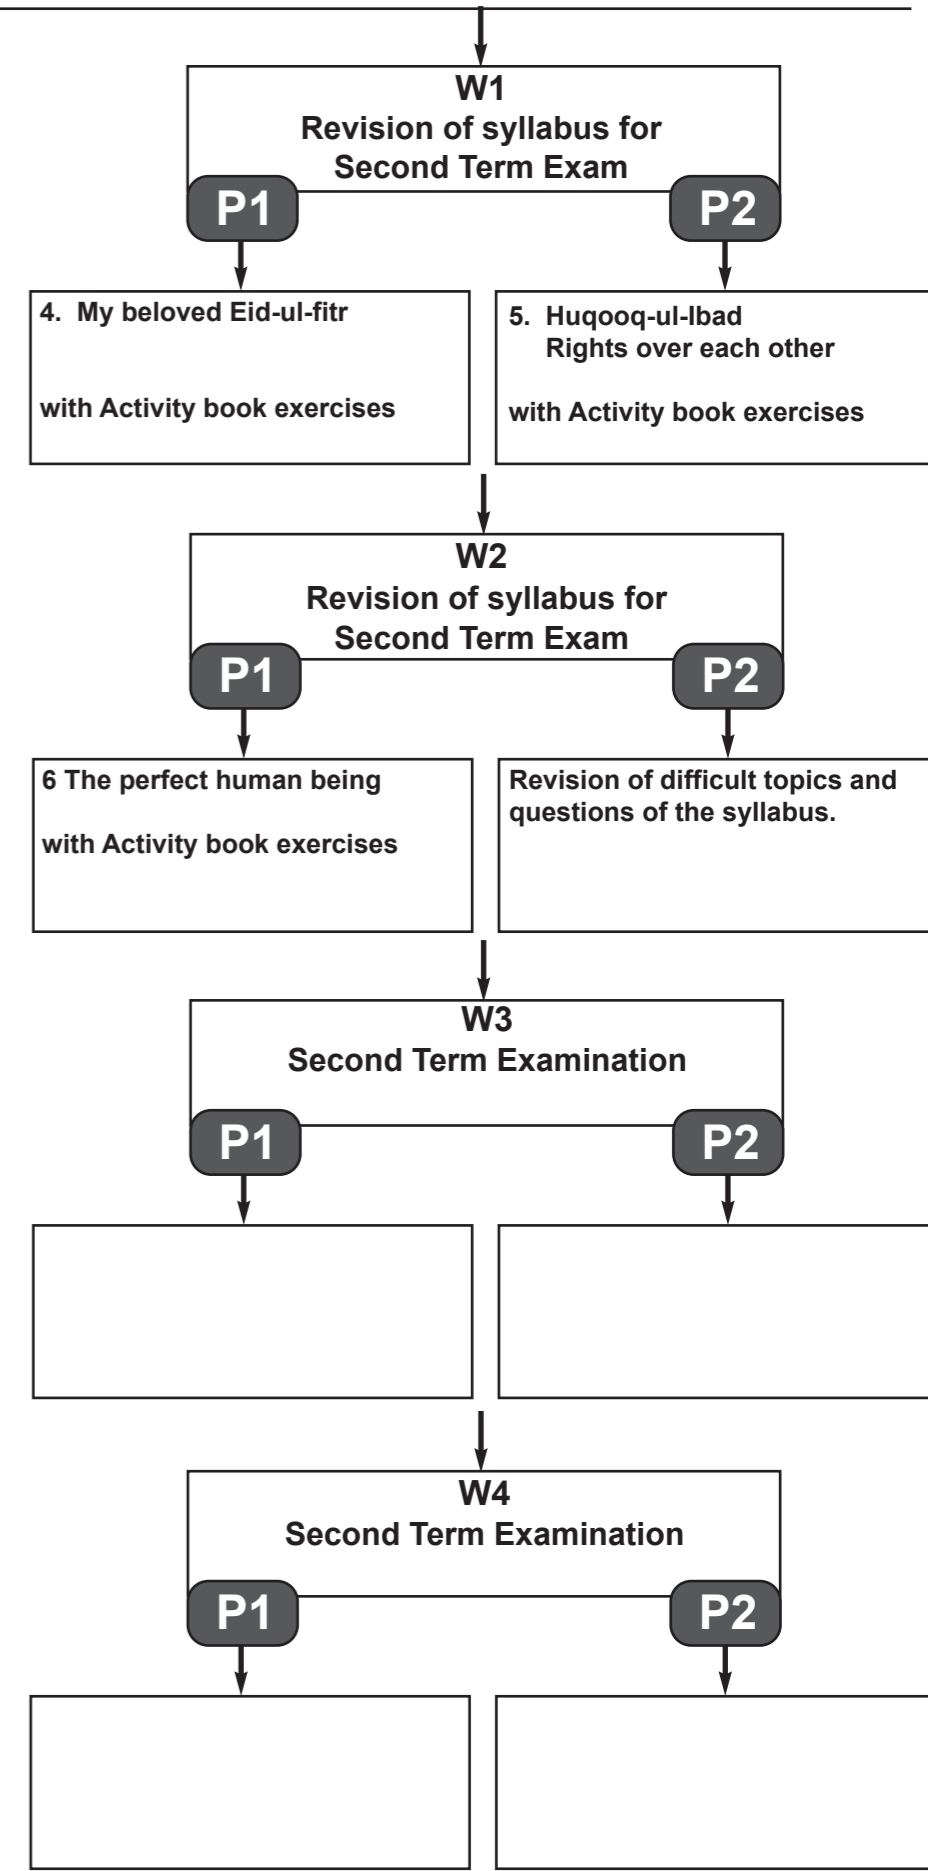 W1
Revision of syllabus for
Second Term Exam
P1
P2
4. My beloved Eid-ul-fitr
with Activity book exercises
5. Huqooq-ul-Ibad
Rights over each other
with Activity book exercises
W2
Revision of syllabus for
Second Term Exam
P1
P2
6 The perfect human being
with Activity book exercises
Revision of difficult topics and
questions of the syllabus.
W3
Second Term Examination
P1
P2
W4
Second Term Examination
P1
P2